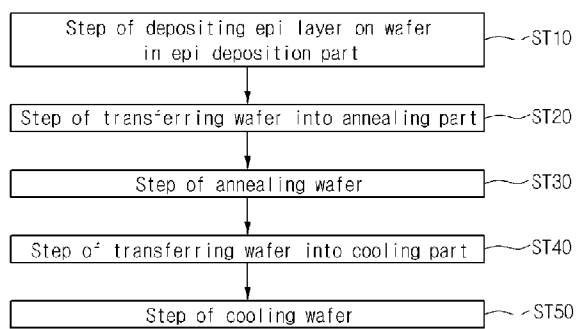 Step of depositing epi layer on wafer
in epi deposition part
ST10
Step of transferring wafer into annealing part
ST20
Step of annealing wafer
ST30
Step of transferring wafer into cooling part
ST40
Step of cooling wafer
ST50